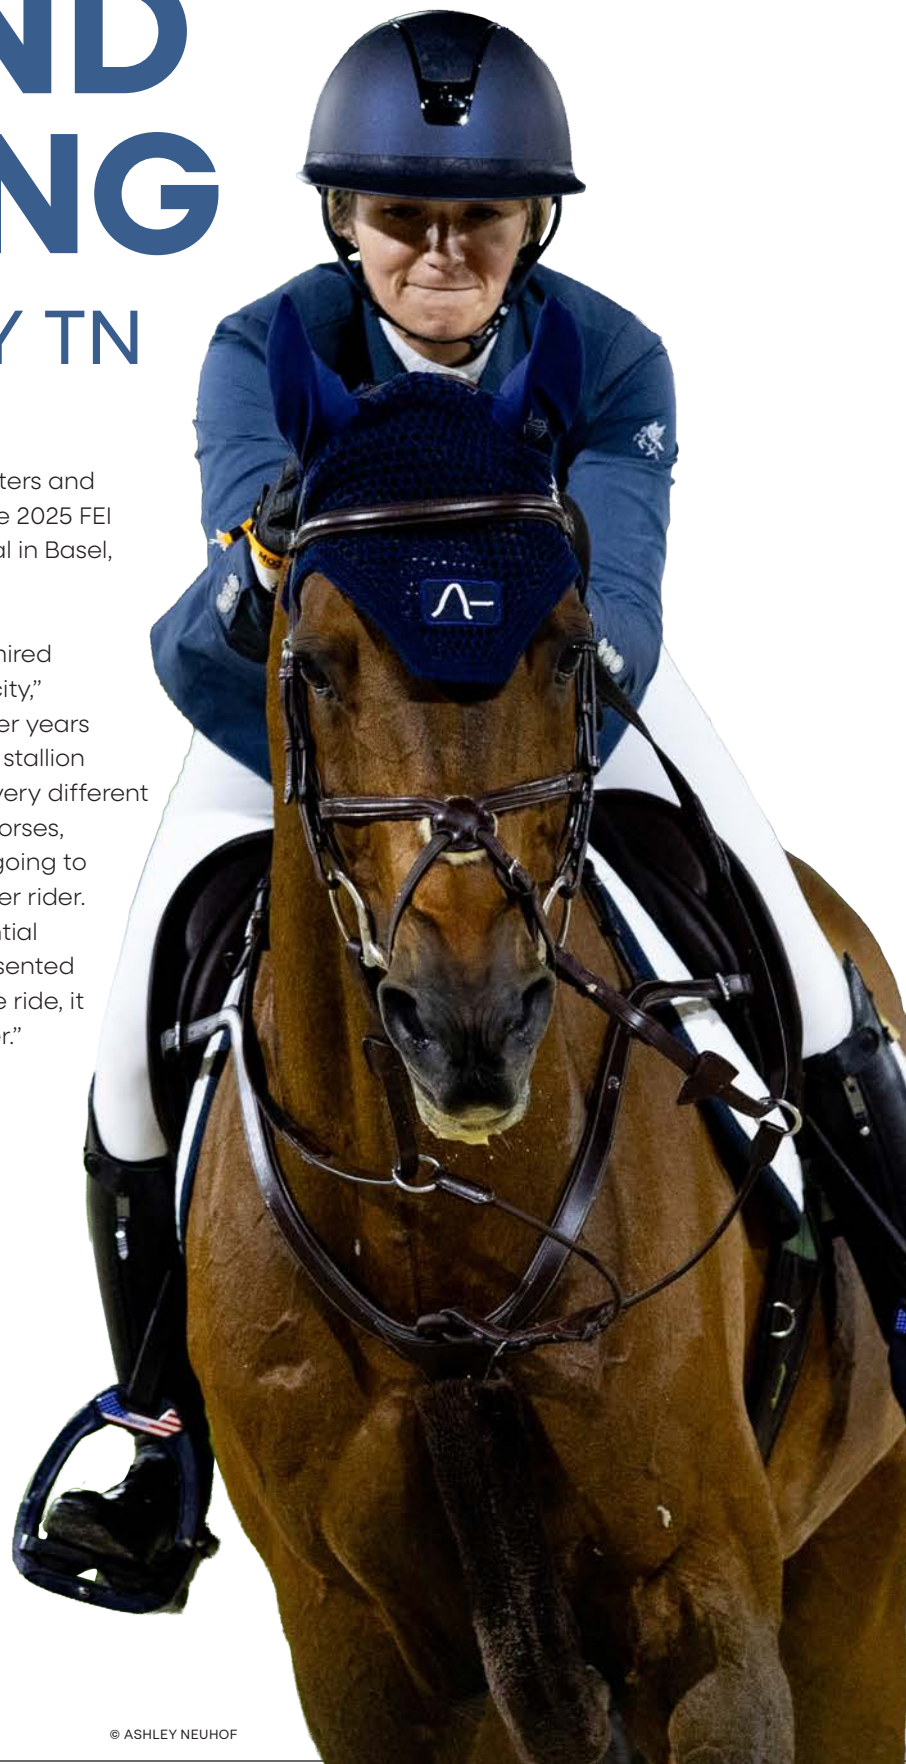 ND
NG
Y TN
ters and
e 2025 FEI
al in Basel,
nired
city,”
er years
stallion
very different
orses,
going to
er rider.
ntial
sented
e ride, it
r.”
© ASHLEY NEUHOF